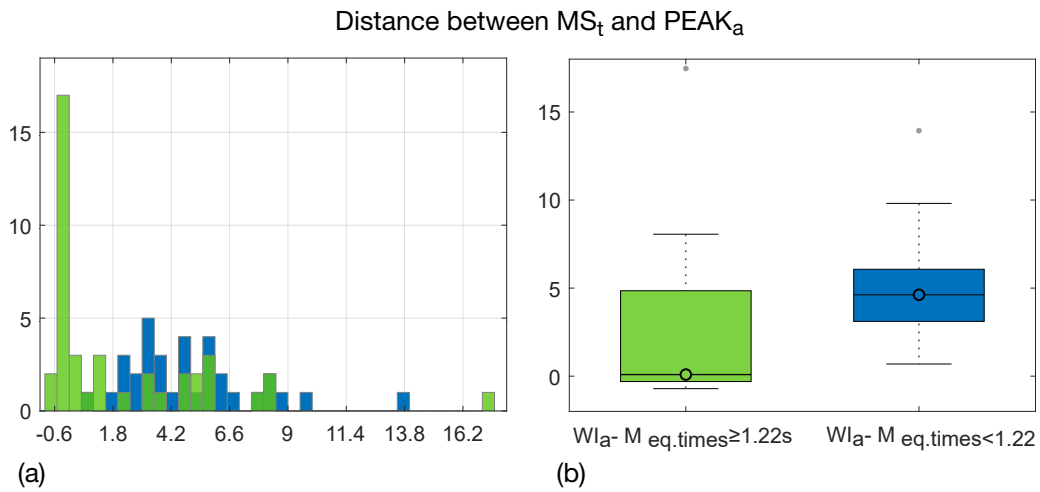 Distance between MSt and PEAKa
15
10
5
0
-0.6 1.8 4.2 6.6 9 11.4 13.8 16.2
(a)
15
10
5
0
WIa- M eq.times≥1.22s WIa- M eq.times<1.22
(b)